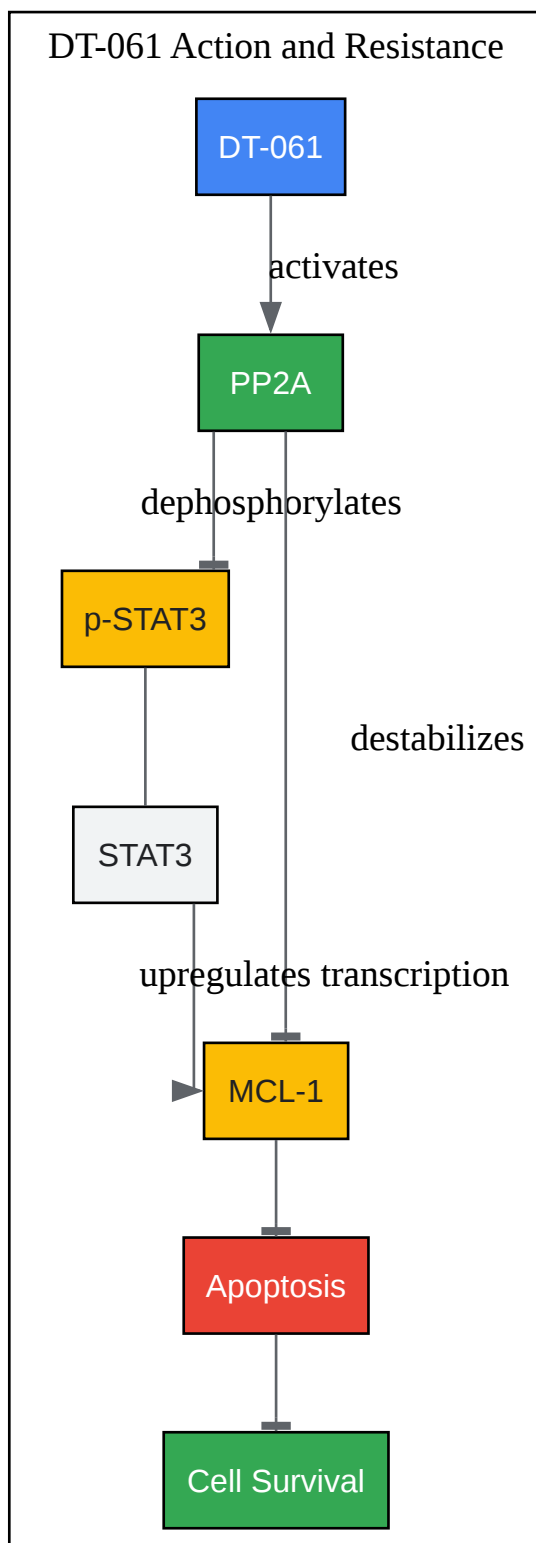 DT-061 Action and Resistance
DT-061
activates
PP2A
dephosphorylates
p-STAT3
destabilizes
STAT3
upregulates transcription
MCL-1
Apoptosis
Cell Survival